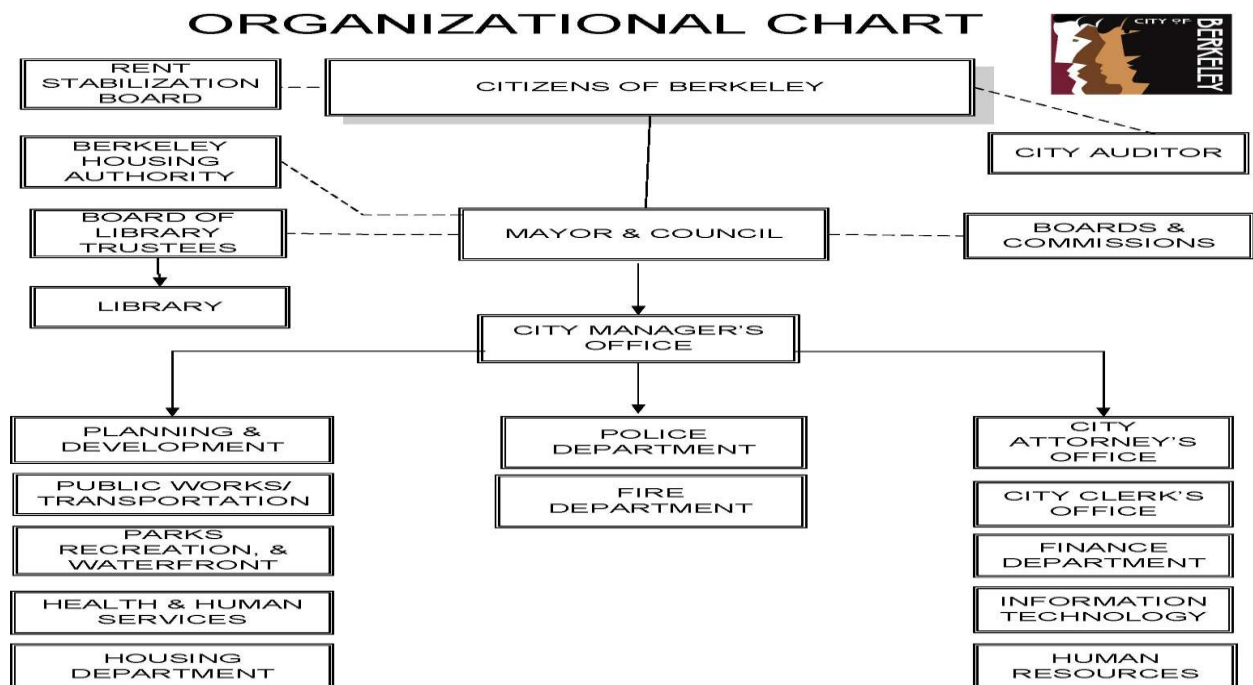 ORGANIZATIONAL CHART
CITY OF
BERKELEY
RENT
STABILIZATION
BOARD
CITIZENS OF BERKELEY
BERKELEY
HOUSING
AUTHORITY
CITY AUDITOR
BOARD OF
LIBRARY
TRUSTEES
MAYOR & COUNCIL
BOARDS &
COMMISSIONS
LIBRARY
CITY MANAGER'S
OFFICE
PLANNING &
DEVELOPMENT
PUBLIC WORKS/
TRANSPORTATION
PARKS
RECREATION, &
WATERFRONT
HEALTH & HUMAN
SERVICES
HOUSING
DEPARTMENT
POLICE
DEPARTMENT
FIRE
DEPARTMENT
CITY
ATTORNEY'S
OFFICE
CITY CLERK'S
OFFICE
FINANCE
DEPARTMENT
INFORMATION
TECHNOLOGY
HUMAN
RESOURCES